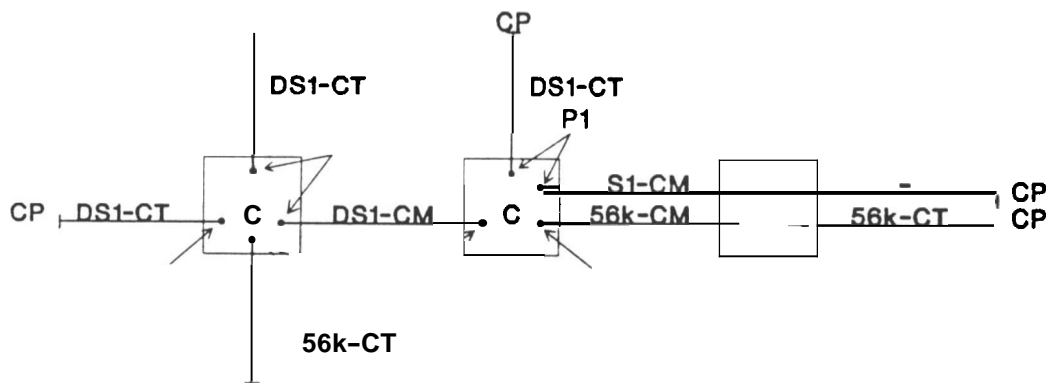 CP
DS1-CT
DS1-CT
P1
S1-CM
-
CP
CP
DS1-CT
C
DS1-CM
C
56k-CM
56k-CT
CP
56k-CT